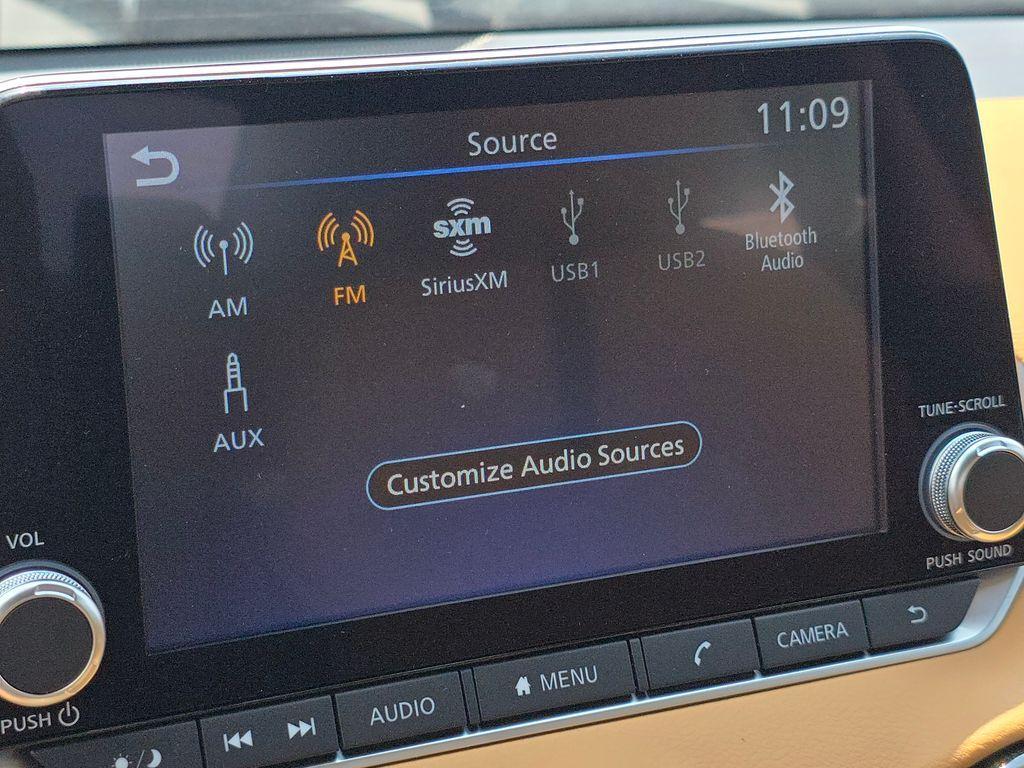 Source
11:09
AM
FM
sxm
SiriusXM
USB1
USB2
Bluetooth
Audio
AUX
Customize Audio Sources
TUNE·SCROLL
PUSH SOUND
VOL
PUSH
AUDIO
MENU
CAMERA